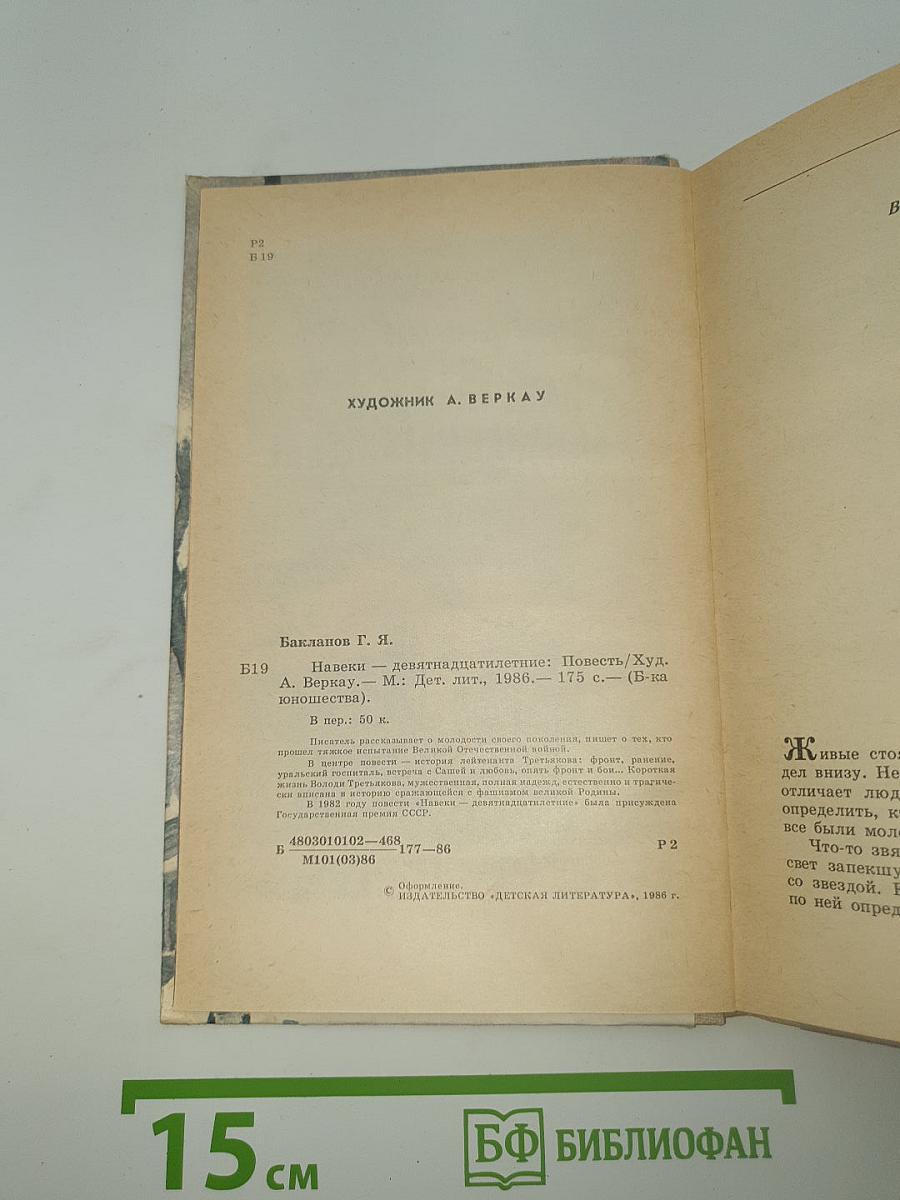 Р2
Б 19
ХУДОЖНИК А. ВЕРКАУ
Бакланов Г. Я.
Б19 Навеки — девятнадцатилетние: Повесть/Худ.
А. Веркау.— М.: Дет. лит., 1986.— 175 с.— (Б-ка
юношества).
В пер.: 50 к.
Писатель рассказывает о молодости своего поколения, пишет о тех, кто
прошел тяжкое испытание Великой Отечественной войной.
В центре повести — история лейтенанта Третьякова: фронт, ранение,
уральский госпиталь, встреча с Сашей и любовь, опять фронт и бои... Короткая
жизнь Володи Третьякова, мужественная, полная надежд, естественно и трагиче-
ски вписана в историю сражающейся с фашизмом великой Родины.
В 1982 году повести «Навеки — девятнадцатилетние» была присуждена
Государственная премия СССР.
Б 4803010102—468
М101(03)86
177—86
Р 2
© Оформление.
ИЗДАТЕЛЬСТВО «ДЕТСКАЯ ЛИТЕРАТУРА», 1986 г.
В
Живые стоя
дел внизу. Не
отличает люд
определить, к
все были мол
Что-то звя
свет запекшу
со звездой.
по ней опред
15 см
БФ БИБЛИОФАН